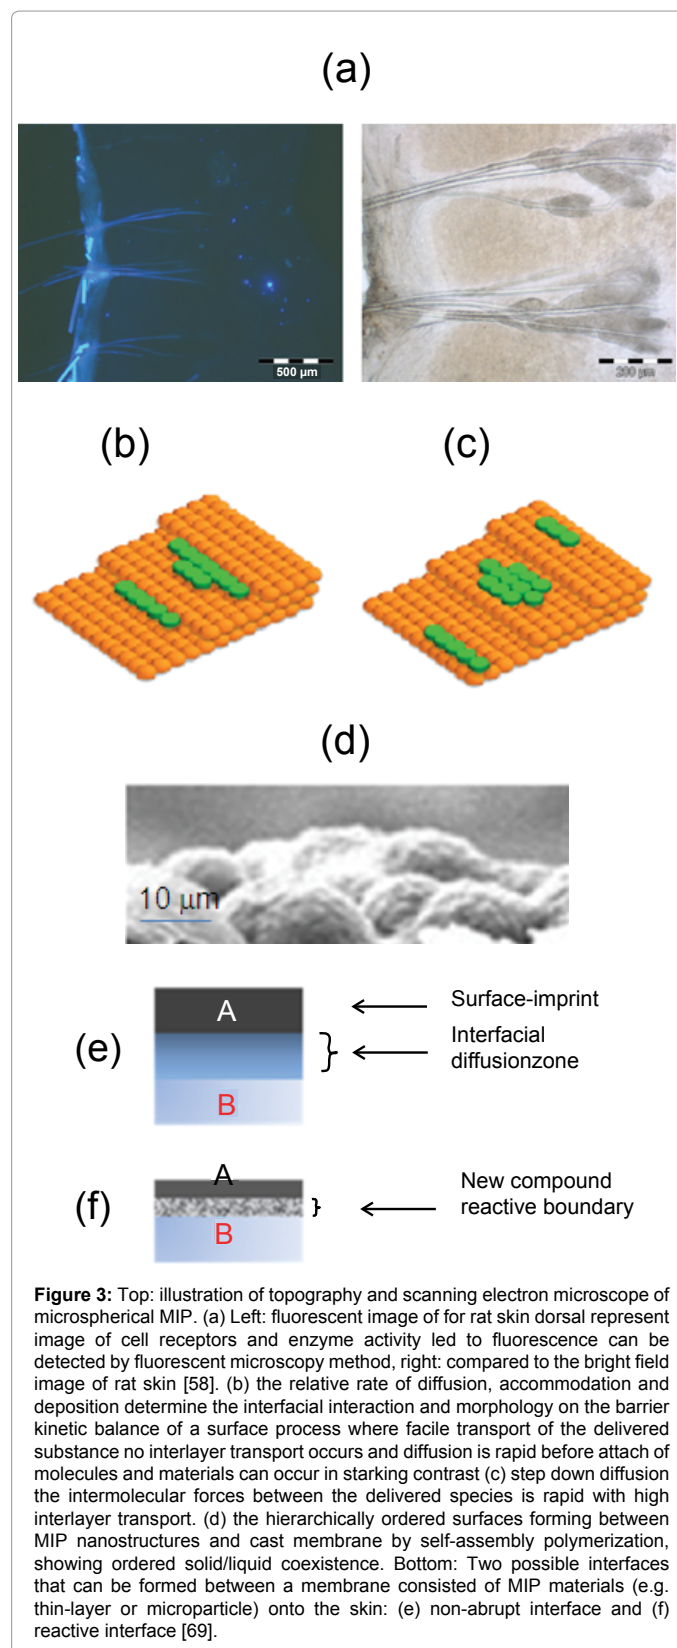 (a)
500 µm
200 µm
(b)
(c)
(d)
10 µm
(e)
A
B
Surface-imprint
Interfacial
diffusionzone
(f)
A
B
New compound
reactive boundary
Figure 3: Top: illustration of topography and scanning electron microscope of
microspherical MIP. (a) Left: fluorescent image of for rat skin dorsal represent
image of cell receptors and enzyme activity led to fluorescence can be
detected by fluorescent microscopy method, right: compared to the bright field
image of rat skin [58]. (b) the relative rate of diffusion, accommodation and
deposition determine the interfacial interaction and morphology on the barrier
kinetic balance of a surface process where facile transport of the delivered
substance no interlayer transport occurs and diffusion is rapid before attach of
molecules and materials can occur in starking contrast (c) step down diffusion
the intermolecular forces between the delivered species is rapid with high
interlayer transport. (d) the hierarchically ordered surfaces forming between
MIP nanostructures and cast membrane by self-assembly polymerization,
showing ordered solid/liquid coexistence. Bottom: Two possible interfaces
that can be formed between a membrane consisted of MIP materials (e.g.
thin-layer or microparticle) onto the skin: (e) non-abrupt interface and (f)
reactive interface [69].